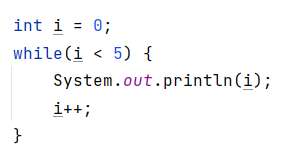 int i = 0;
while(i < 5) {
    System.out.println(i);
    i++;
}